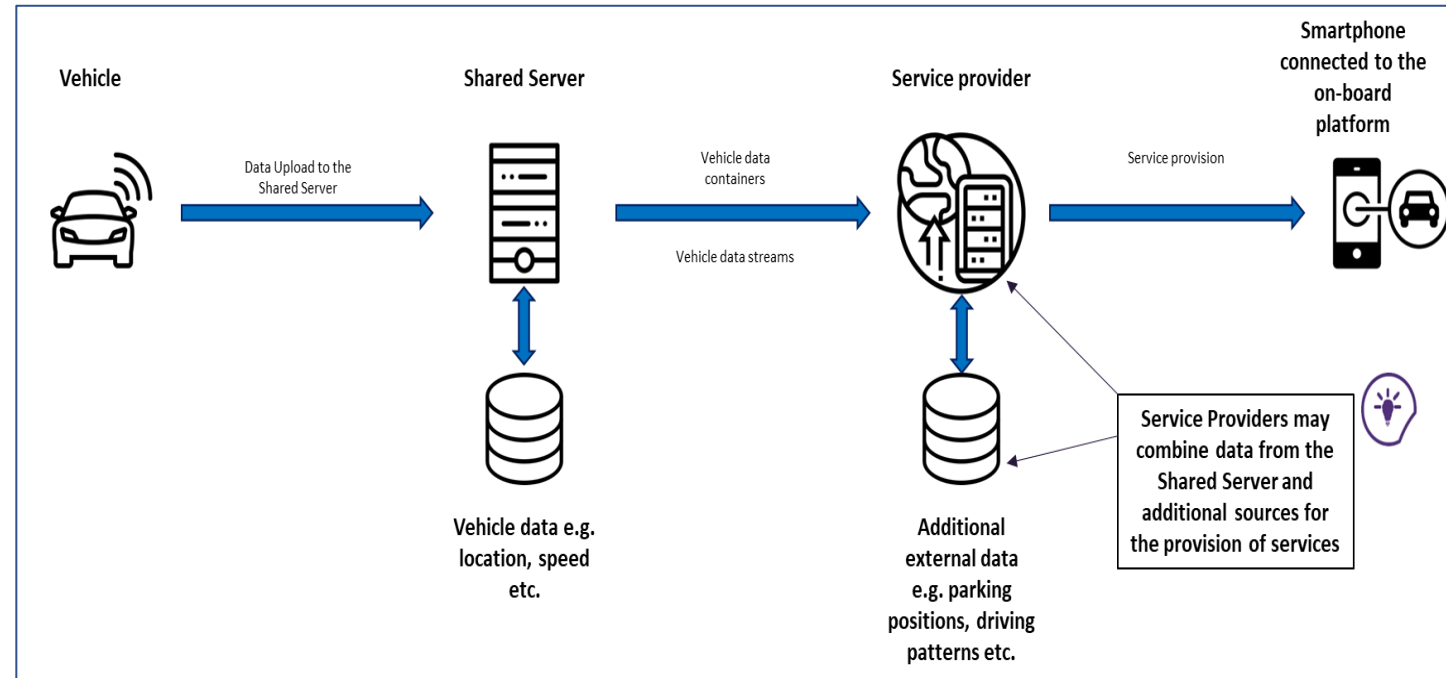 Vehicle
Shared Server
Service provider
Smartphone
connected to the
on-board
platform
Data Upload to the
Shared Server
Vehicle data
containers
Vehicle data streams
Service provision
Vehicle data e.g.
location, speed
etc.
Additional
external data
e.g. parking
positions, driving
patterns etc.
Service Providers may
combine data from the
Shared Server and
additional sources for
the provision of services